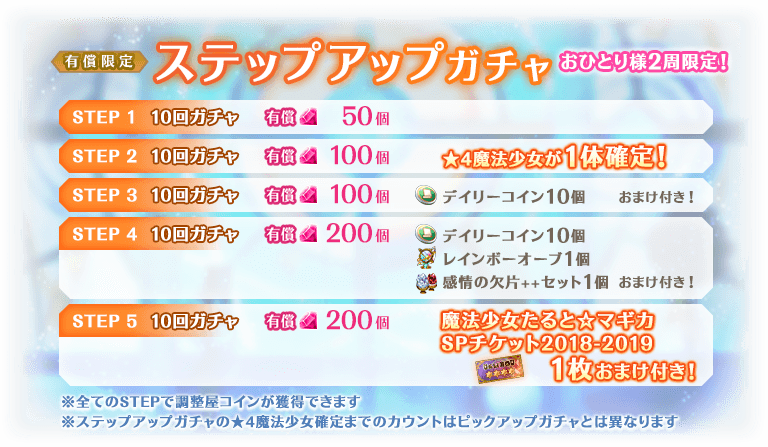 有償限定 ステップアップガチャ おひとり様2周限定!
STEP 1 10回ガチャ 有償 50個
STEP 2 10回ガチャ 有償 100個 ★4魔法少女が1体確定!
STEP 3 10回ガチャ 有償 100個 デイリーコイン10個 おまけ付き!
STEP 4 10回ガチャ 有償 200個 デイリーコイン10個
レインボーオーブ1個
感情の欠片++セット1個 おまけ付き!
STEP 5 10回ガチャ 有償 200個 魔法少女たると☆マギカ
SPチケット2018-2019
1枚おまけ付き!
※全てのSTEPで調整屋コインが獲得できます
※ステップアップガチャの★4魔法少女確定までのカウントはピックアップガチャとは異なります